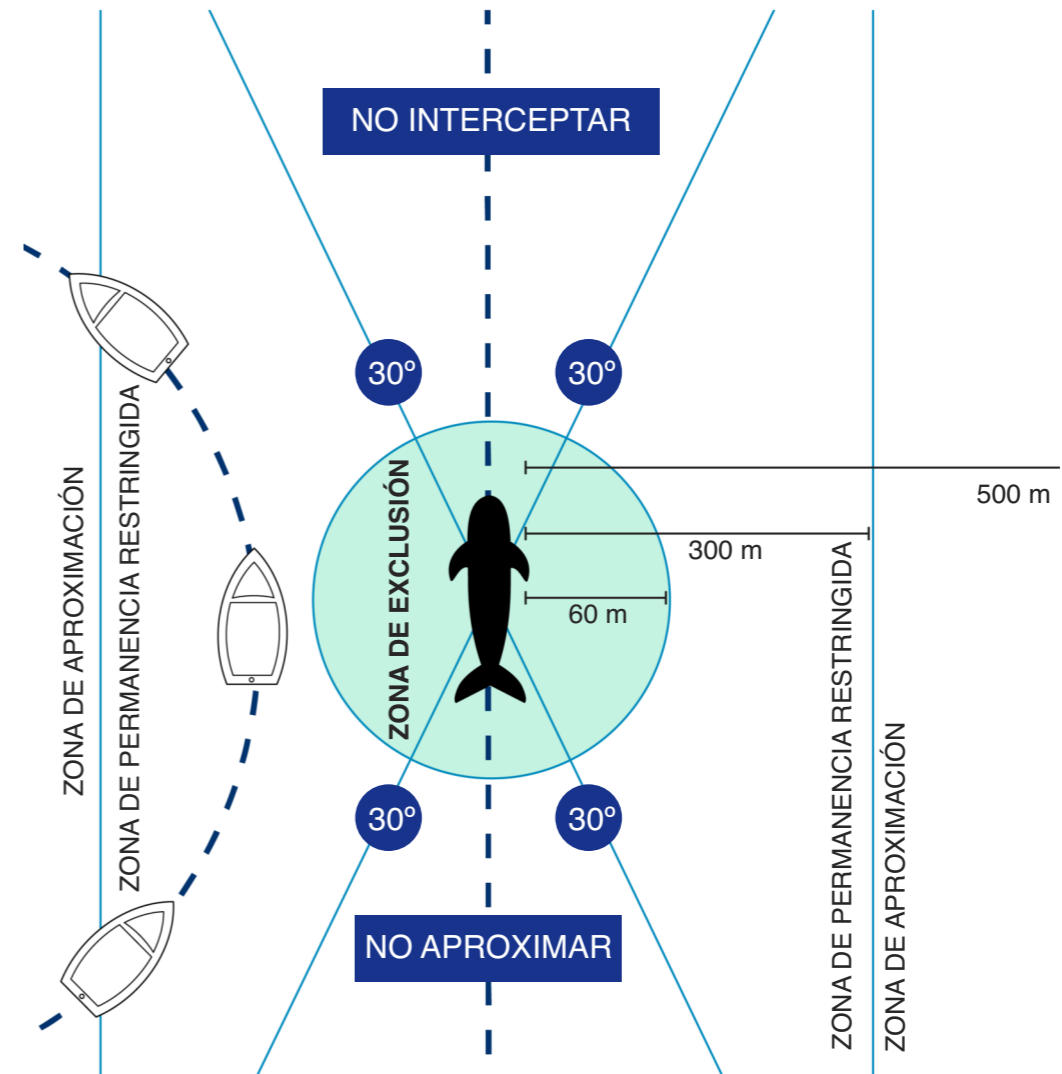 NO INTERCEPTAR
30º
30º
ZONA DE APROXIMACIÓN
ZONA DE PERMANENCIA RESTRINGIDA
ZONA DE EXCLUSIÓN
500 m
300 m
60 m
ZONA DE PERMANENCIA RESTRINGIDA
ZONA DE APROXIMACIÓN
30º
30º
NO APROXIMAR